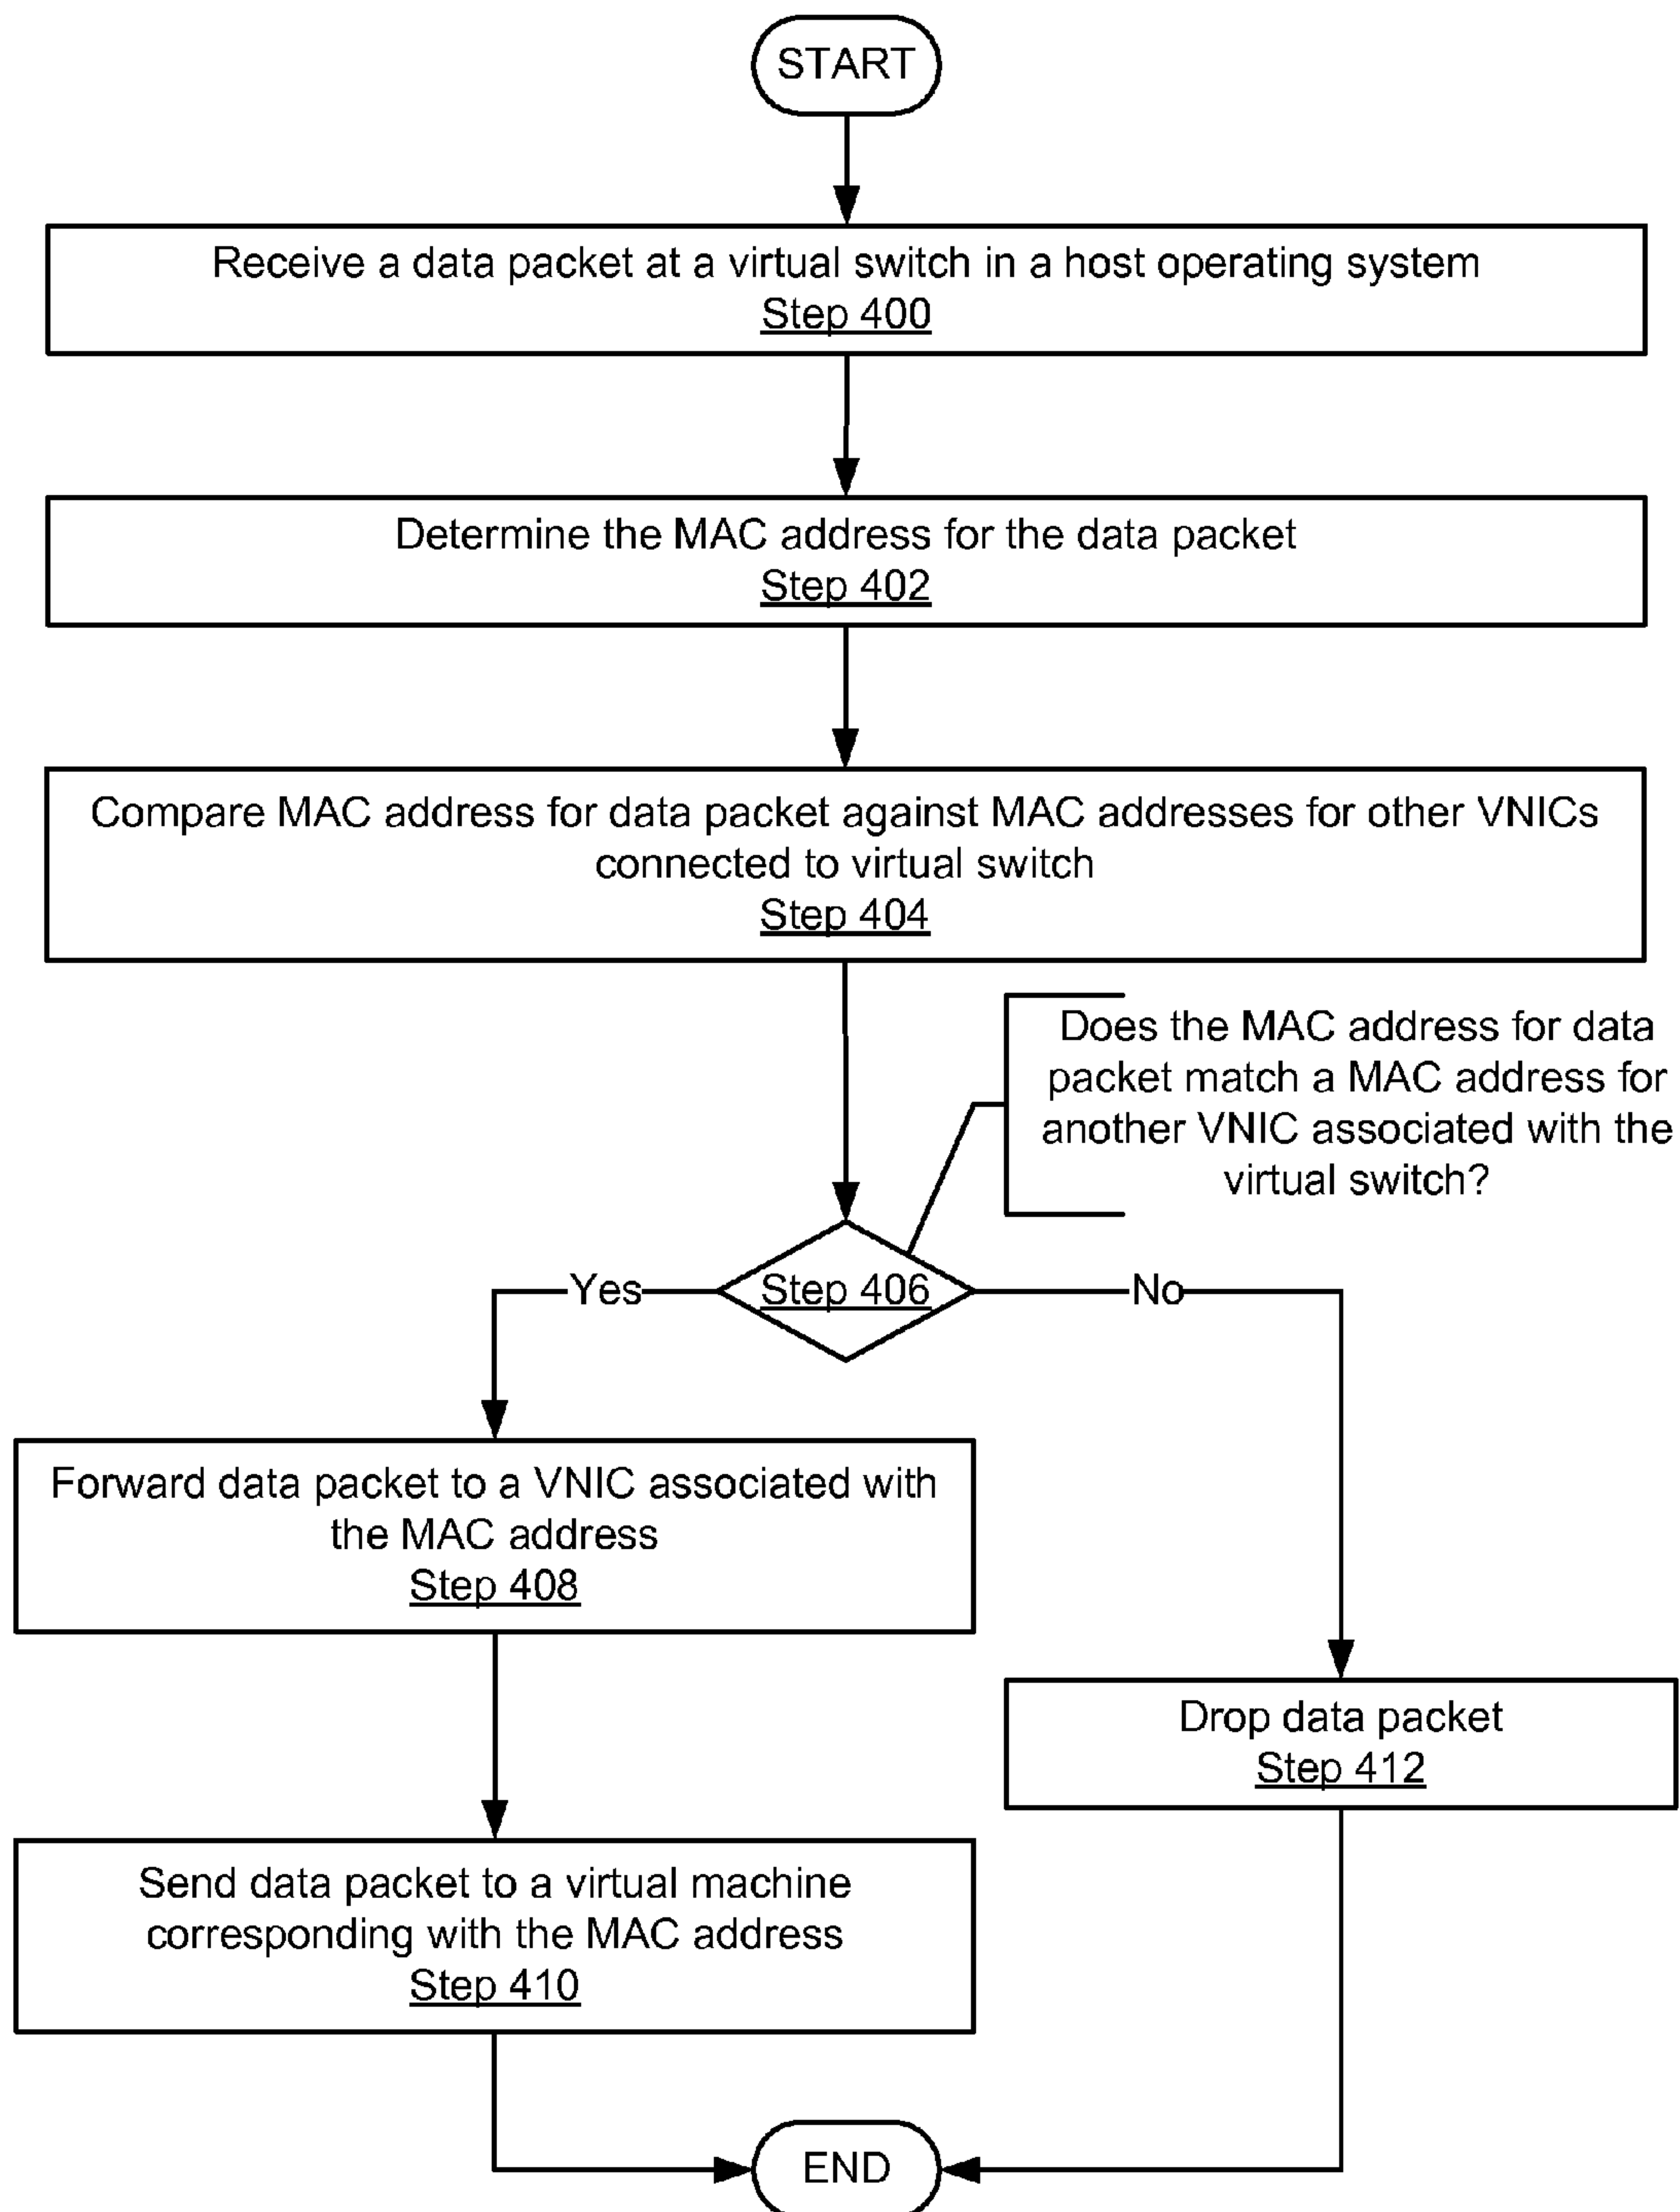 START
Receive a data packet at a virtual switch in a host operating system
Step 400
Determine the MAC address for the data packet
Step 402
Compare MAC address for data packet against MAC addresses for other VNICs
connected to virtual switch
Step 404
Does the MAC address for data
packet match a MAC address for
another VNIC associated with the
virtual switch?
Yes
Step 406
No
Forward data packet to a VNIC associated with
the MAC address
Step 408
Drop data packet
Step 412
Send data packet to a virtual machine
corresponding with the MAC address
Step 410
END